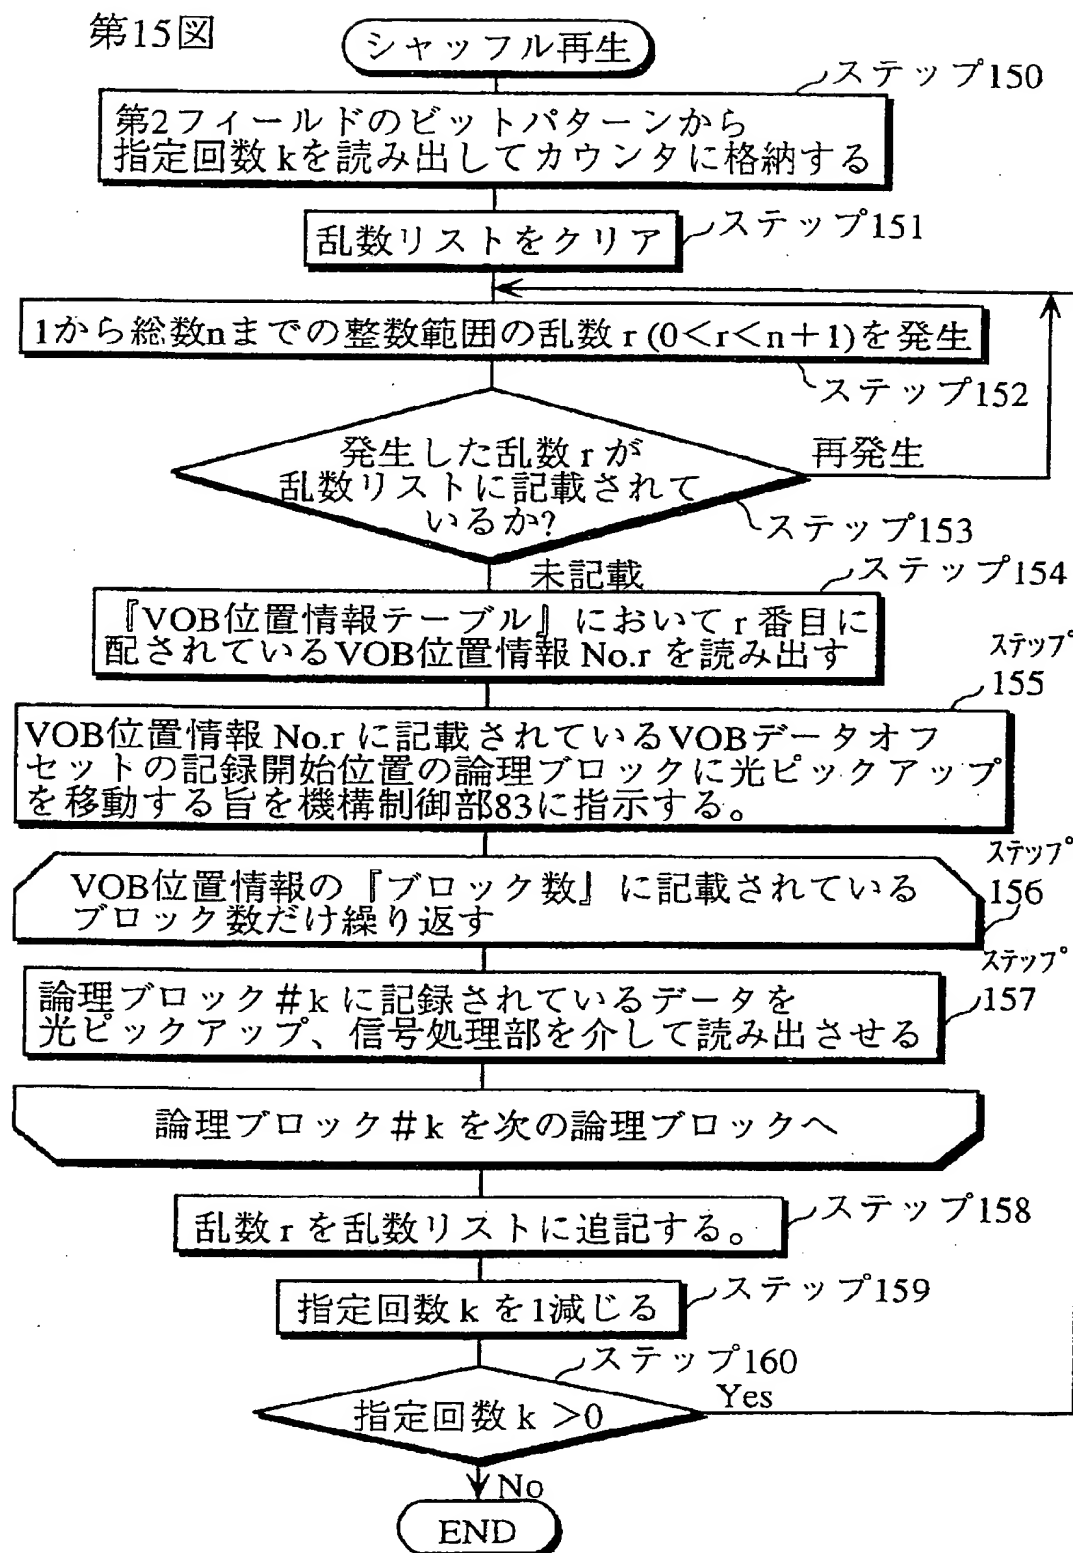 第15図
シャッフル再生
ステップ150
第2フィールドのビットパターンから
指定回数 kを読み出してカウンタに格納する
ステップ151
乱数リストをクリア
1から総数nまでの整数範囲の乱数 r (0<r<n+1)を発生
ステップ152
発生した乱数 r が
乱数リストに記載されて
いるか?
再発生
ステップ153
未記載
ステップ154
『VOB位置情報テーブル』において r 番目に
配されているVOB位置情報 No.r を読み出す
ステップ
155
VOB位置情報 No.r に記載されているVOBデータオフ
セットの記録開始位置の論理ブロックに光ピックアップ
を移動する旨を機構制御部83に指示する。
ステップ
156
VOB位置情報の『ブロック数』に記載されている
ブロック数だけ繰り返す
ステップ
157
論理ブロック#k に記録されているデータを
光ピックアップ、信号処理部を介して読み出させる
論理ブロック#k を次の論理ブロックへ
ステップ158
乱数 r を乱数リストに追記する。
ステップ159
指定回数 k を1減じる
ステップ160
指定回数 k >0
Yes
No
END